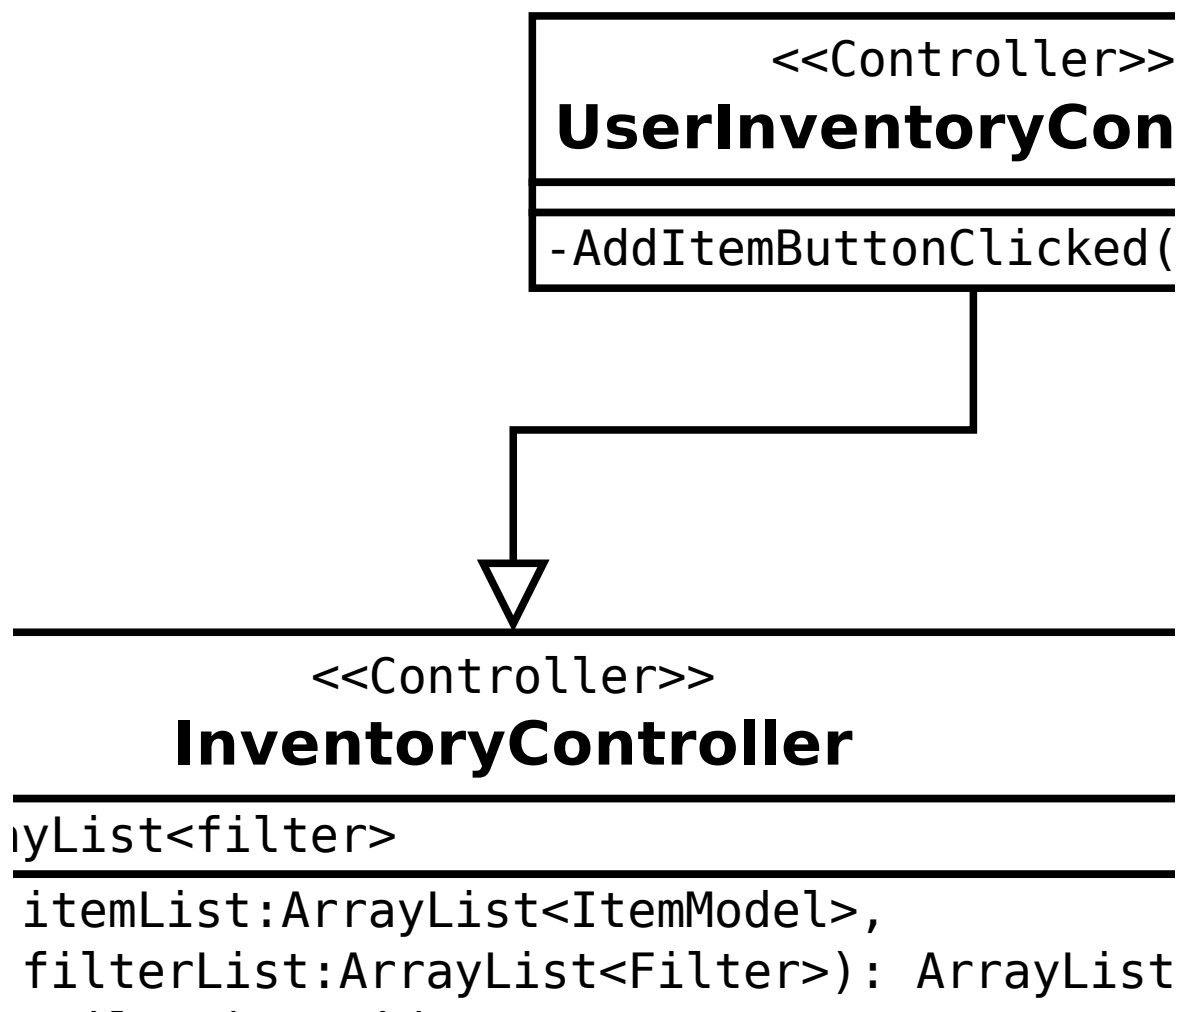 <<Controller>>
UserInventoryCon
-AddItemButtonClicked(
<<Controller>>
InventoryController
yList<filter>
itemList:ArrayList<ItemModel>,
filterList:ArrayList<Filter>): ArrayList